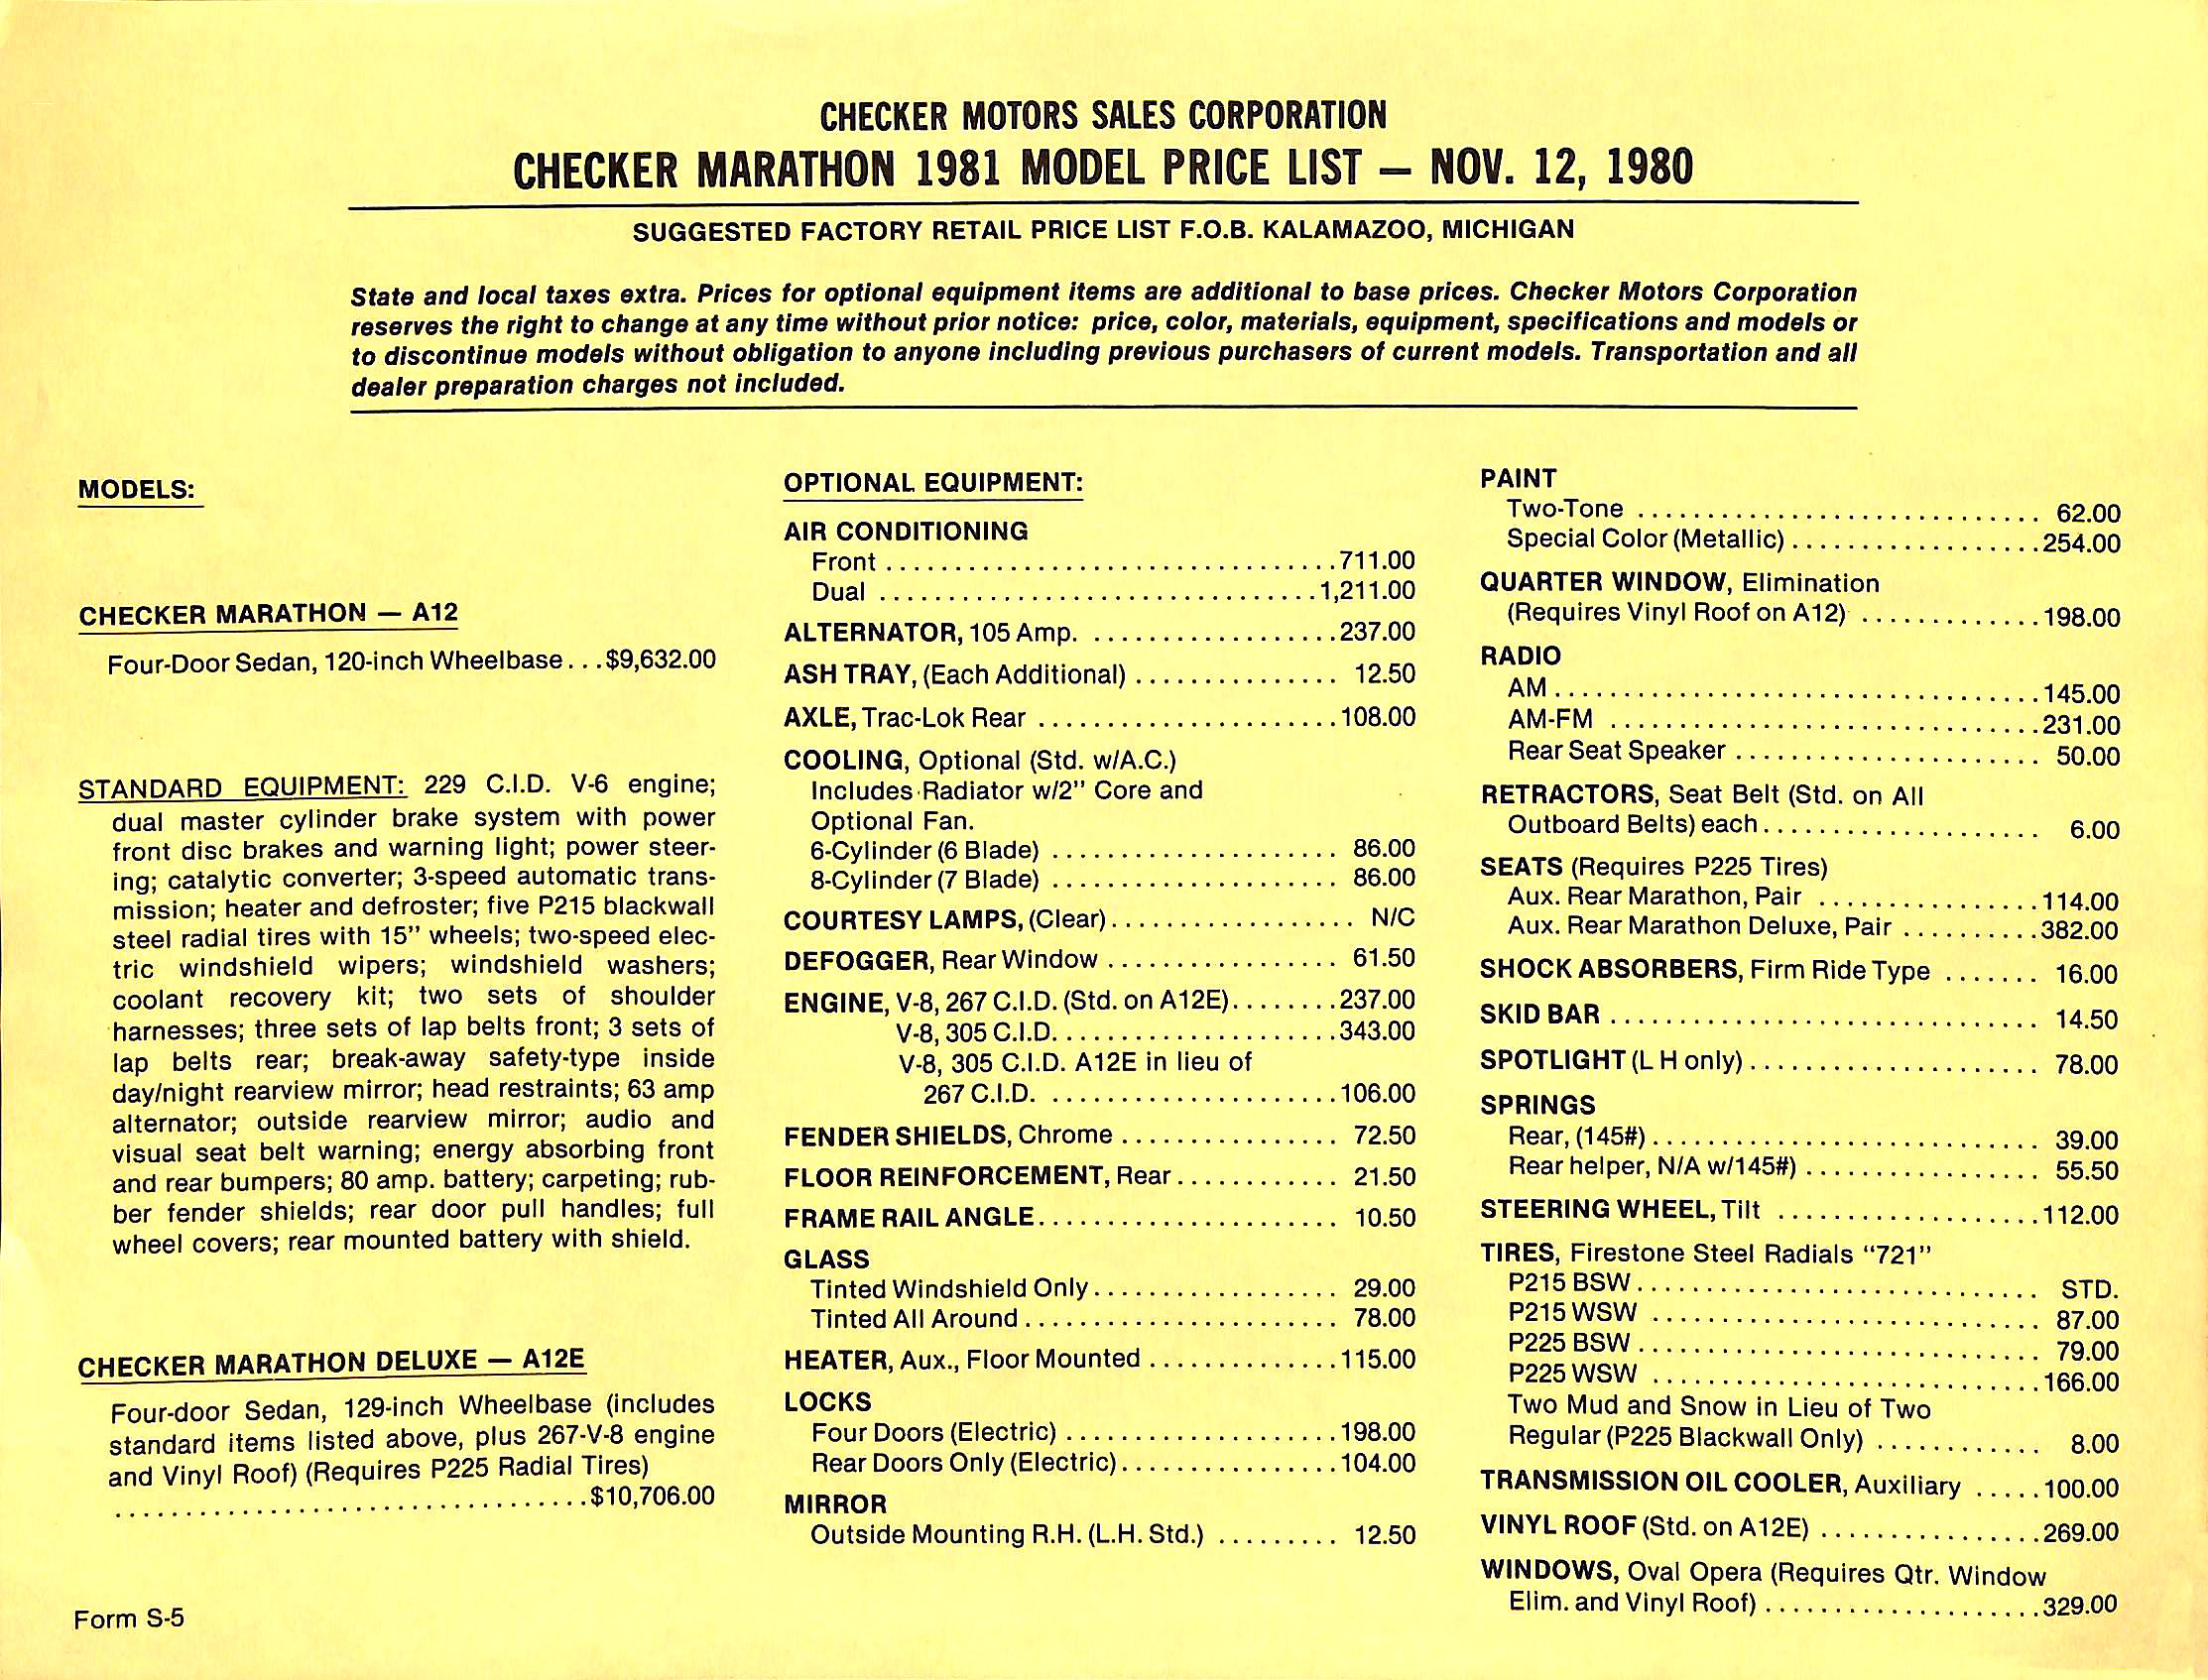 CHECKER MOTORS SALES CORPORATION
CHECKER MARATHON 1981 MODEL PRICE LIST — NOV. 12, 1980
SUGGESTED FACTORY RETAIL PRICE LIST F.O.B. KALAMAZOO, MICHIGAN
State and local taxes extra. Prices for optional equipment items are additional to base prices. Checker Motors Corporation
reserves the right to change at any time without prior notice: price, color, materials, equipment, specifications and models or
to discontinue models without obligation to anyone including previous purchasers of current models. Transportation and all
dealer preparation charges not included.
MODELS:
CHECKER MARATHON — A12
Four-Door Sedan, 120-inch Wheelbase . . . $9,632.00
STANDARD EQUIPMENT: 229 C.I.D. V-6 engine;
dual master cylinder brake system with power
front disc brakes and warning light; power steer-
ing; catalytic converter; 3-speed automatic trans-
mission; heater and defroster; five P215 blackwall
steel radial tires with 15” wheels; two-speed elec-
tric windshield wipers; windshield washers;
coolant recovery kit; two sets of shoulder
harnesses; three sets of lap belts front; 3 sets of
lap belts rear; break-away safety-type inside
day/night rearview mirror; head restraints; 63 amp
alternator; outside rearview mirror; audio and
visual seat belt warning; energy absorbing front
and rear bumpers; 80 amp. battery; carpeting; rub-
ber fender shields; rear door pull handles; full
wheel covers; rear mounted battery with shield.
CHECKER MARATHON DELUXE — A12E
Four-door Sedan, 129-inch Wheelbase (includes
standard items listed above, plus 267-V-8 engine
and Vinyl Roof) (Requires P225 Radial Tires)
. . . . . . . . . . . . . . . . . . . . . . . . . . . . . . . . . . $10,706.00
Form S-5
OPTIONAL EQUIPMENT:
AIR CONDITIONING
Front . . . . . . . . . . . . . . . . . . . . . . . . . . . . . . . . . 711.00
Dual . . . . . . . . . . . . . . . . . . . . . . . . . . . . . . . . 1,211.00
ALTERNATOR, 105 Amp. . . . . . . . . . . . . . . . . . . 237.00
ASH TRAY, (Each Additional) . . . . . . . . . . . . . . . 12.50
AXLE, Trac-Lok Rear . . . . . . . . . . . . . . . . . . . . . . 108.00
COOLING, Optional (Std. w/A.C.)
Includes Radiator w/2” Core and
Optional Fan.
6-Cylinder (6 Blade) . . . . . . . . . . . . . . . . . . . . . 86.00
8-Cylinder (7 Blade) . . . . . . . . . . . . . . . . . . . . . 86.00
COURTESY LAMPS, (Clear) . . . . . . . . . . . . . . . . . . N/C
DEFOGGER, Rear Window . . . . . . . . . . . . . . . . . 61.50
ENGINE, V-8, 267 C.I.D. (Std. on A12E) . . . . . . . . 237.00
V-8, 305 C.I.D. . . . . . . . . . . . . . . . . . . . . . 343.00
V-8, 305 C.I.D. A12E in lieu of
267 C.I.D. . . . . . . . . . . . . . . . . . . . . . . 106.00
FENDER SHIELDS, Chrome . . . . . . . . . . . . . . . . 72.50
FLOOR REINFORCEMENT, Rear . . . . . . . . . . . . 21.50
FRAME RAIL ANGLE . . . . . . . . . . . . . . . . . . . . . . 10.50
GLASS
Tinted Windshield Only . . . . . . . . . . . . . . . . . . 29.00
Tinted All Around . . . . . . . . . . . . . . . . . . . . . . . 78.00
HEATER, Aux., Floor Mounted . . . . . . . . . . . . . . 115.00
LOCKS
Four Doors (Electric) . . . . . . . . . . . . . . . . . . . . 198.00
Rear Doors Only (Electric) . . . . . . . . . . . . . . . . 104.00
MIRROR
Outside Mounting R.H. (L.H. Std.) . . . . . . . . . 12.50
PAINT
Two-Tone . . . . . . . . . . . . . . . . . . . . . . . . . . . . . 62.00
Special Color (Metallic) . . . . . . . . . . . . . . . . . . 254.00
QUARTER WINDOW, Elimination
(Requires Vinyl Roof on A12) . . . . . . . . . . . . . 198.00
RADIO
AM . . . . . . . . . . . . . . . . . . . . . . . . . . . . . . . . . . . 145.00
AM-FM . . . . . . . . . . . . . . . . . . . . . . . . . . . . . . . 231.00
Rear Seat Speaker . . . . . . . . . . . . . . . . . . . . . . 50.00
RETRACTORS, Seat Belt (Std. on All
Outboard Belts) each . . . . . . . . . . . . . . . . . . . . 6.00
SEATS (Requires P225 Tires)
Aux. Rear Marathon, Pair . . . . . . . . . . . . . . . . 114.00
Aux. Rear Marathon Deluxe, Pair . . . . . . . . . . 382.00
SHOCK ABSORBERS, Firm Ride Type . . . . . . . 16.00
SKID BAR . . . . . . . . . . . . . . . . . . . . . . . . . . . . . . . 14.50
SPOTLIGHT (L H only) . . . . . . . . . . . . . . . . . . . . . 78.00
SPRINGS
Rear, (145#) . . . . . . . . . . . . . . . . . . . . . . . . . . . . 39.00
Rear helper, N/A w/145#) . . . . . . . . . . . . . . . . . 55.50
STEERING WHEEL, Tilt . . . . . . . . . . . . . . . . . . . 112.00
TIRES, Firestone Steel Radials “721”
P215 BSW . . . . . . . . . . . . . . . . . . . . . . . . . . . . . STD.
P215 WSW . . . . . . . . . . . . . . . . . . . . . . . . . . . . 87.00
P225 BSW . . . . . . . . . . . . . . . . . . . . . . . . . . . . . 79.00
P225 WSW . . . . . . . . . . . . . . . . . . . . . . . . . . . . 166.00
Two Mud and Snow in Lieu of Two
Regular (P225 Blackwall Only) . . . . . . . . . . . . 8.00
TRANSMISSION OIL COOLER, Auxiliary . . . . . 100.00
VINYL ROOF (Std. on A12E) . . . . . . . . . . . . . . . . 269.00
WINDOWS, Oval Opera (Requires Qtr. Window
Elim. and Vinyl Roof) . . . . . . . . . . . . . . . . . . . . 329.00